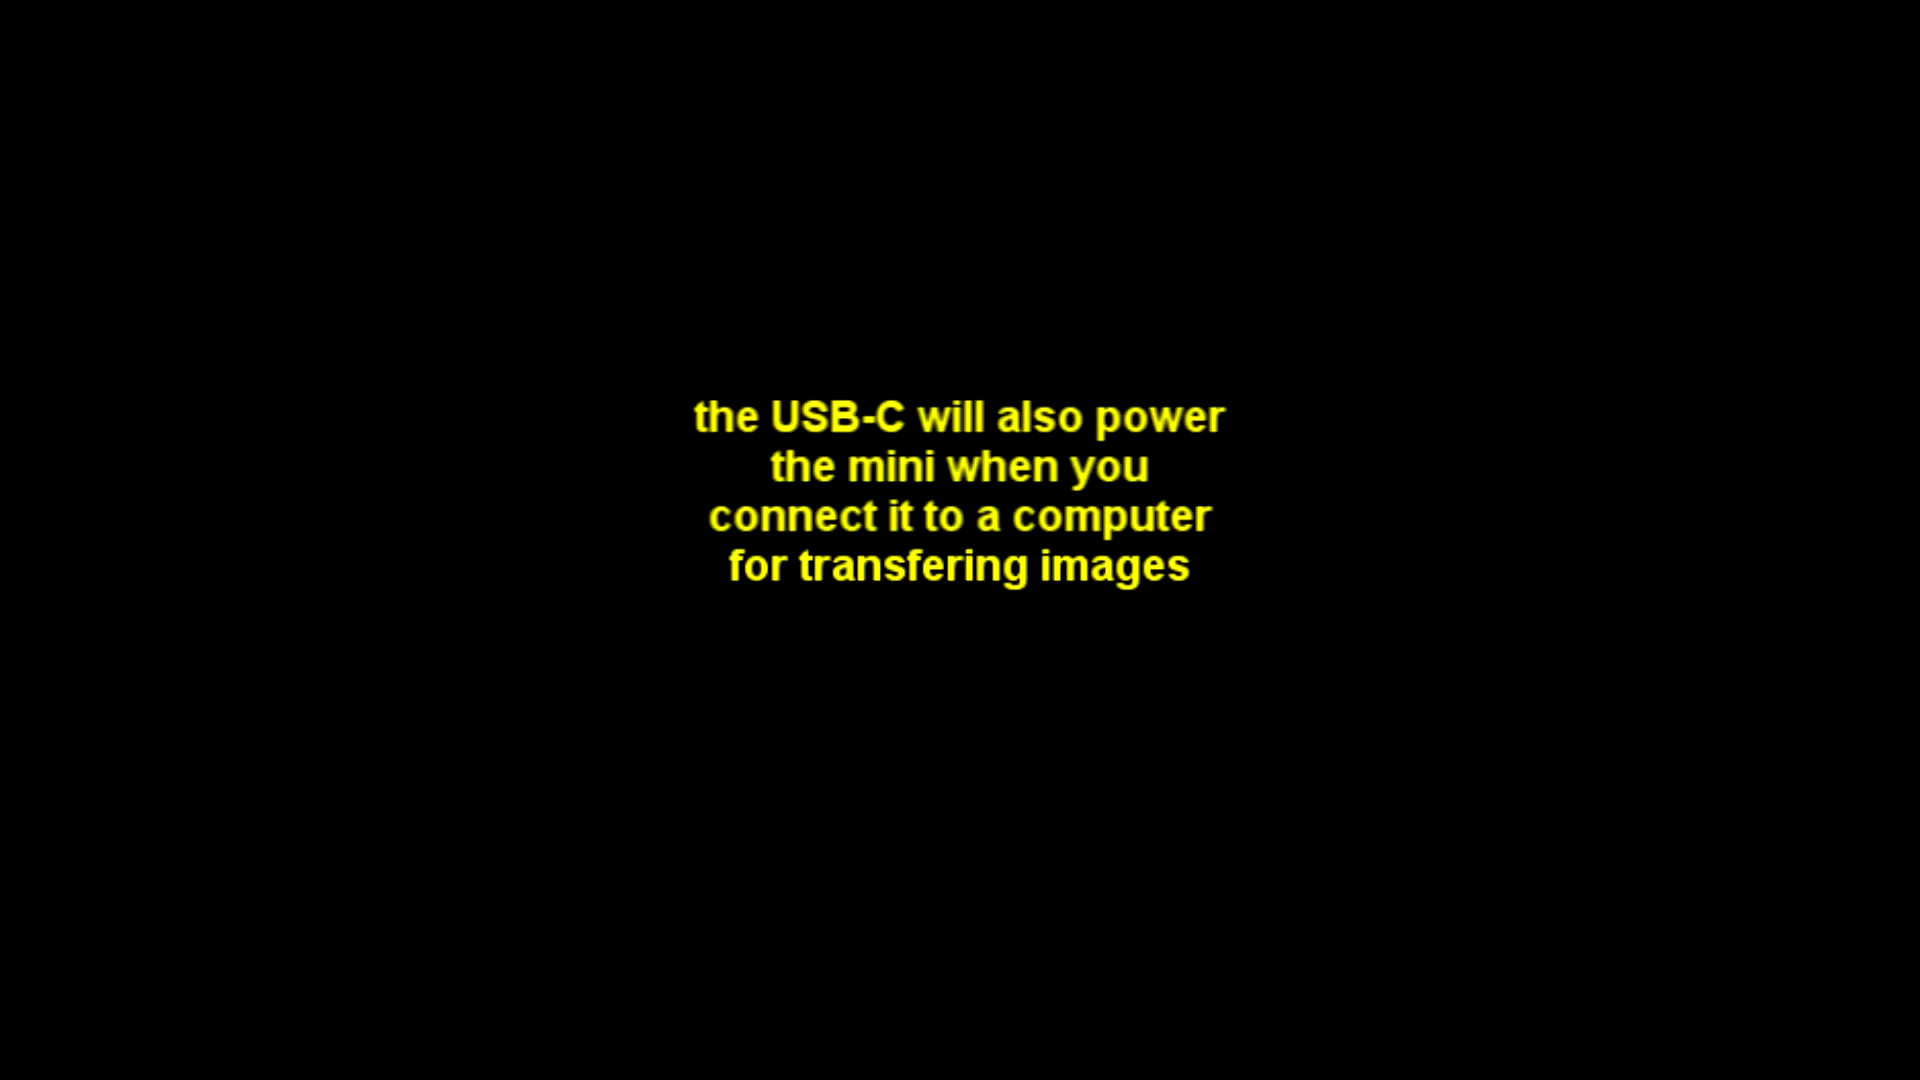 the USB-C will also power
the mini when you
connect it to a computer
for transfering images